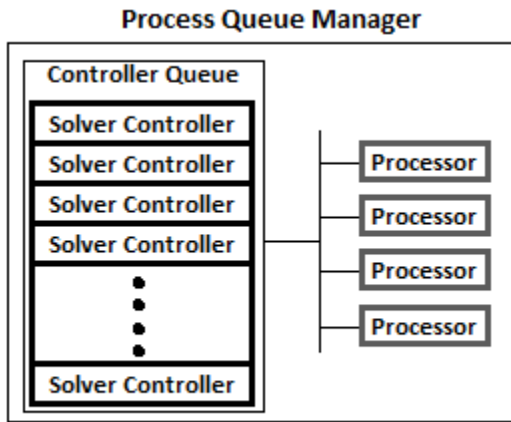 Process Queue Manager
Controller Queue
Solver Controller
Solver Controller
Solver Controller
Solver Controller
Solver Controller
Processor
Processor
Processor
Processor